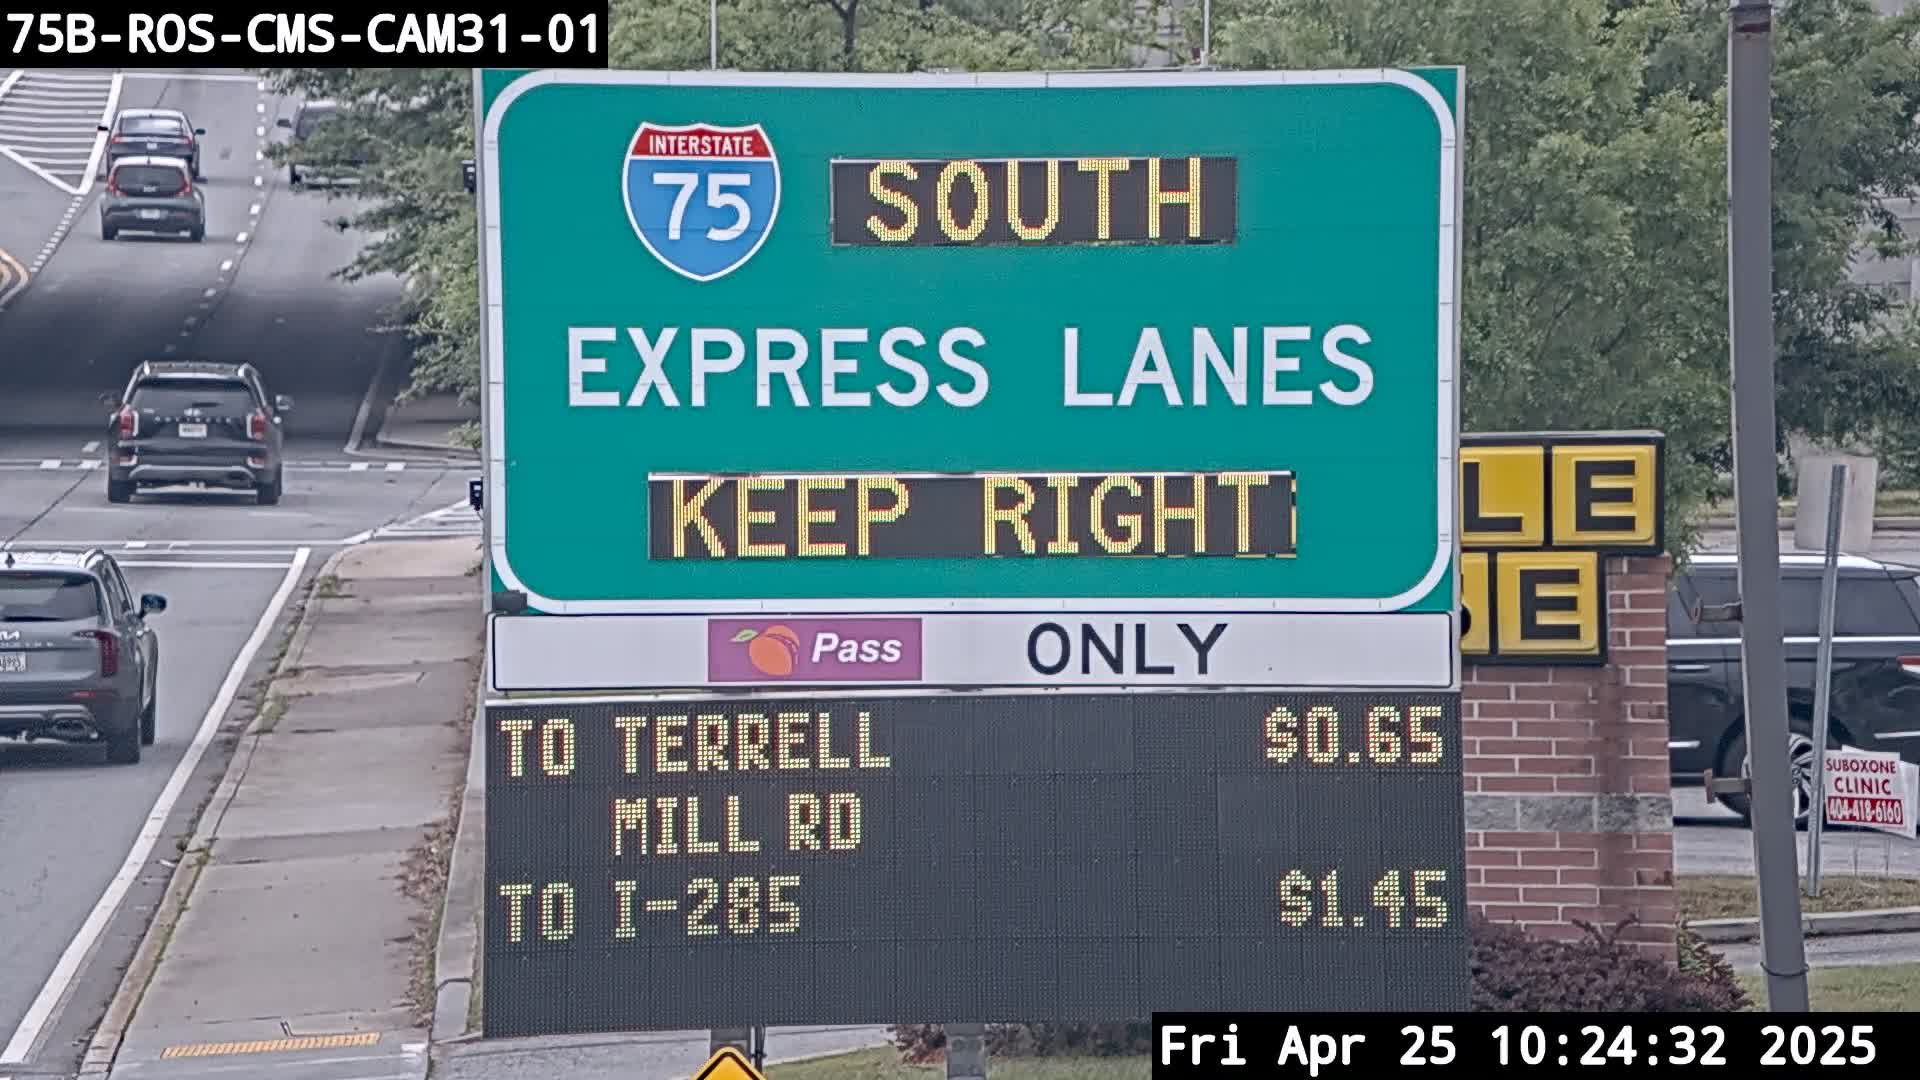 75B-ROS-CMS-CAM31-01
INTERSTATE
75
SOUTH
EXPRESS LANES
KEEP RIGHT
Pass ONLY
TO TERRELL $0.65
MILL RD
TO I-285 $1.45
LE
E
SUBOXONE
CLINIC
404-418-6160
Fri Apr 25 10:24:32 2025